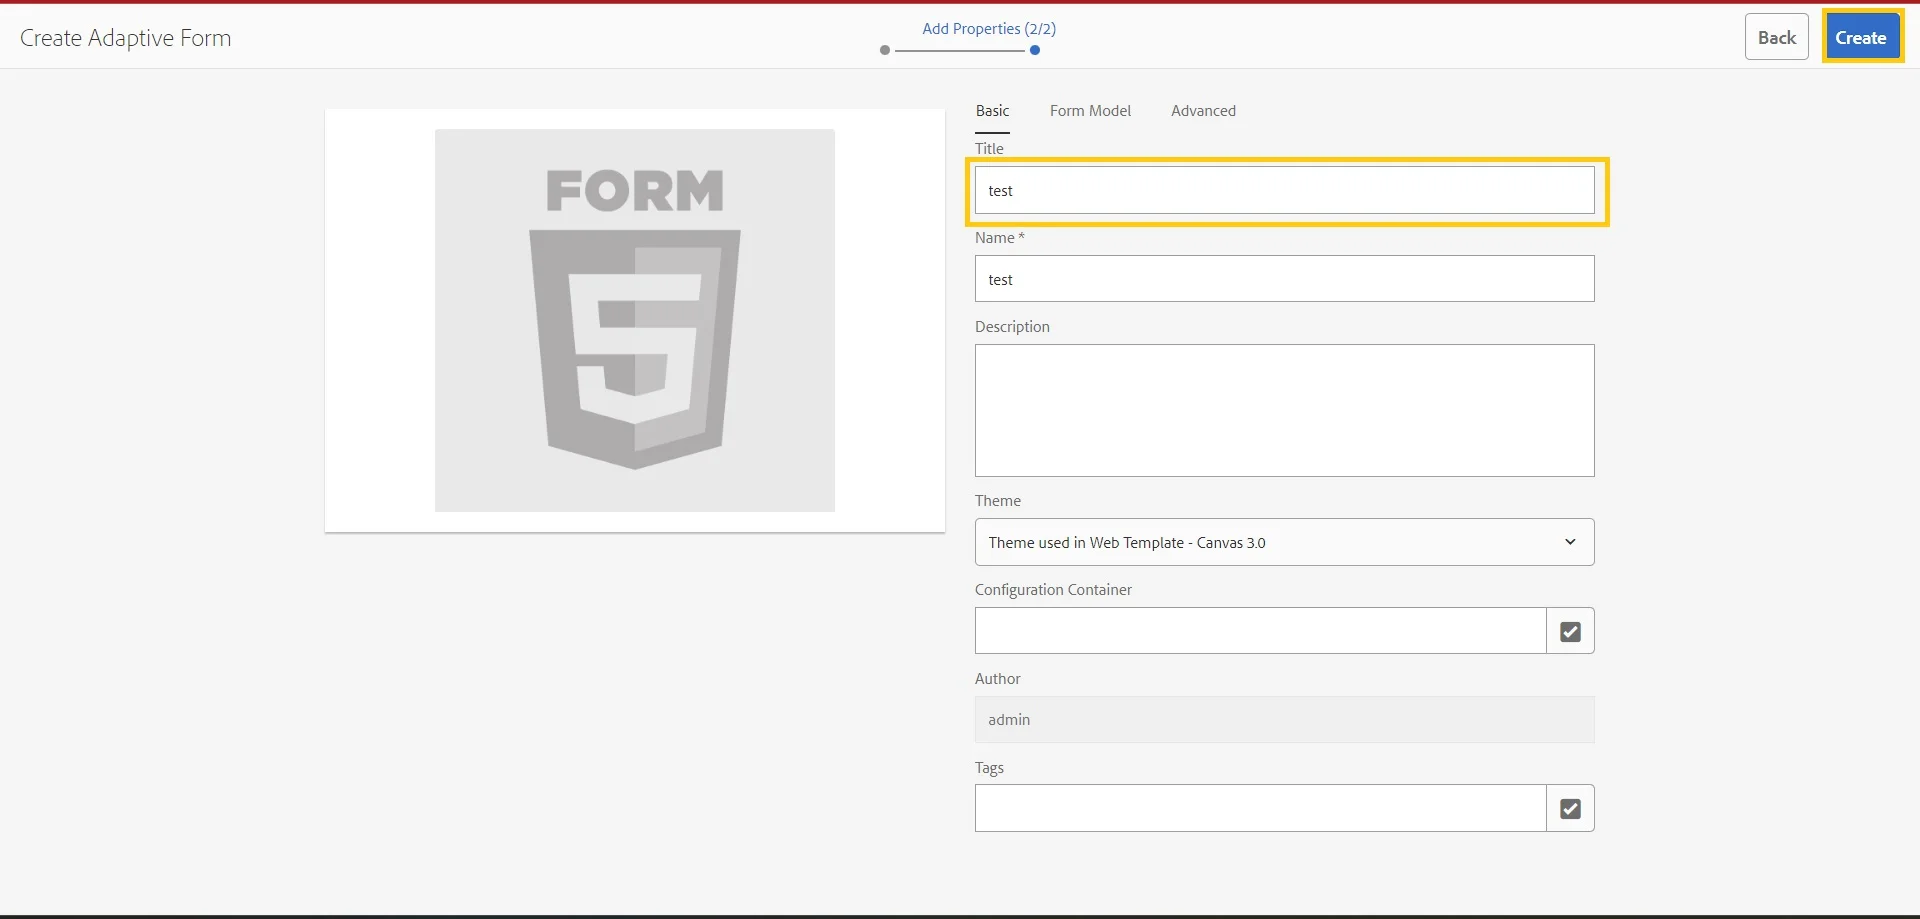 Create Adaptive Form
Add Properties (2/2)
Back
Create
FORM
5
Basic
Form Model
Advanced
Title
test
Name *
test
Description
Theme
Theme used in Web Template - Canvas 3.0
Configuration Container
Author
admin
Tags